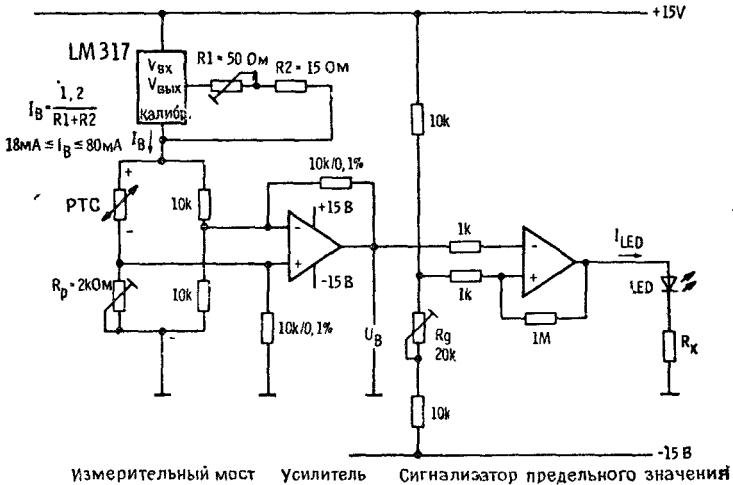 +15V
LM317
R1 = 50 Ом
R2 = 15 Ом
Vвх
Vвых
калибр.
IB = 1,2 / R1+R2
IB
18мА ≤ IB ≤ 80мА
10k
10k/0,1%
+
PTC
-
10k
+15 В
-
+
-15 В
1k
-
+
1k
ILED
LED
Rp = 2kОм
10k
-
10k/0,1%
UB
Rg
20k
1M
Rx
10k
-15 В
Измерительный мост
Усилитель
Сигнализатор предельного значения